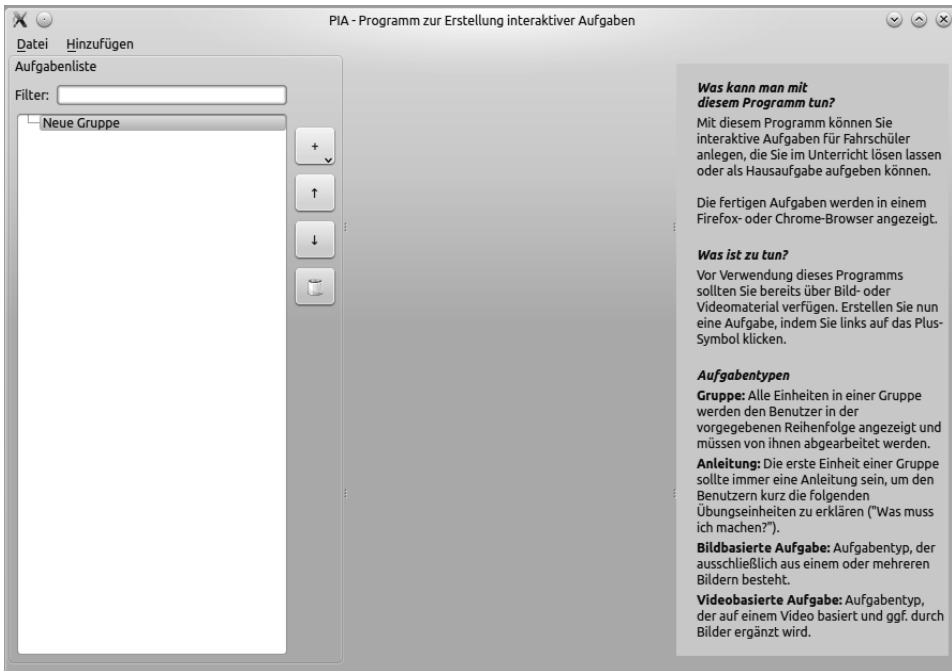 PIA - Programm zur Erstellung interaktiver Aufgaben
Datei Hinzufügen
Aufgabenliste
Filter:
Neue Gruppe
+
↑
↓
Was kann man mit
diesem Programm tun?
Mit diesem Programm können Sie
interaktive Aufgaben für Fahrschüler
anlegen, die Sie im Unterricht lösen lassen
oder als Hausaufgabe aufgeben können.
Die fertigen Aufgaben werden in einem
Firefox- oder Chrome-Browser angezeigt.
Was ist zu tun?
Vor Verwendung dieses Programms
sollten Sie bereits über Bild- oder
Videomaterial verfügen. Erstellen Sie nun
eine Aufgabe, indem Sie links auf das Plus-
Symbol klicken.
Aufgabentypen
Gruppe: Alle Einheiten in einer Gruppe
werden den Benutzer in der
vorgegebenen Reihenfolge angezeigt und
müssen von ihnen abgearbeitet werden.
Anleitung: Die erste Einheit einer Gruppe
sollte immer eine Anleitung sein, um den
Benutzern kurz die folgenden
Übungseinheiten zu erklären ("Was muss
ich machen?").
Bildbasierte Aufgabe: Aufgabentyp, der
ausschließlich aus einem oder mehreren
Bildern besteht.
Videobasierte Aufgabe: Aufgabentyp,
der auf einem Video basiert und ggf. durch
Bilder ergänzt wird.